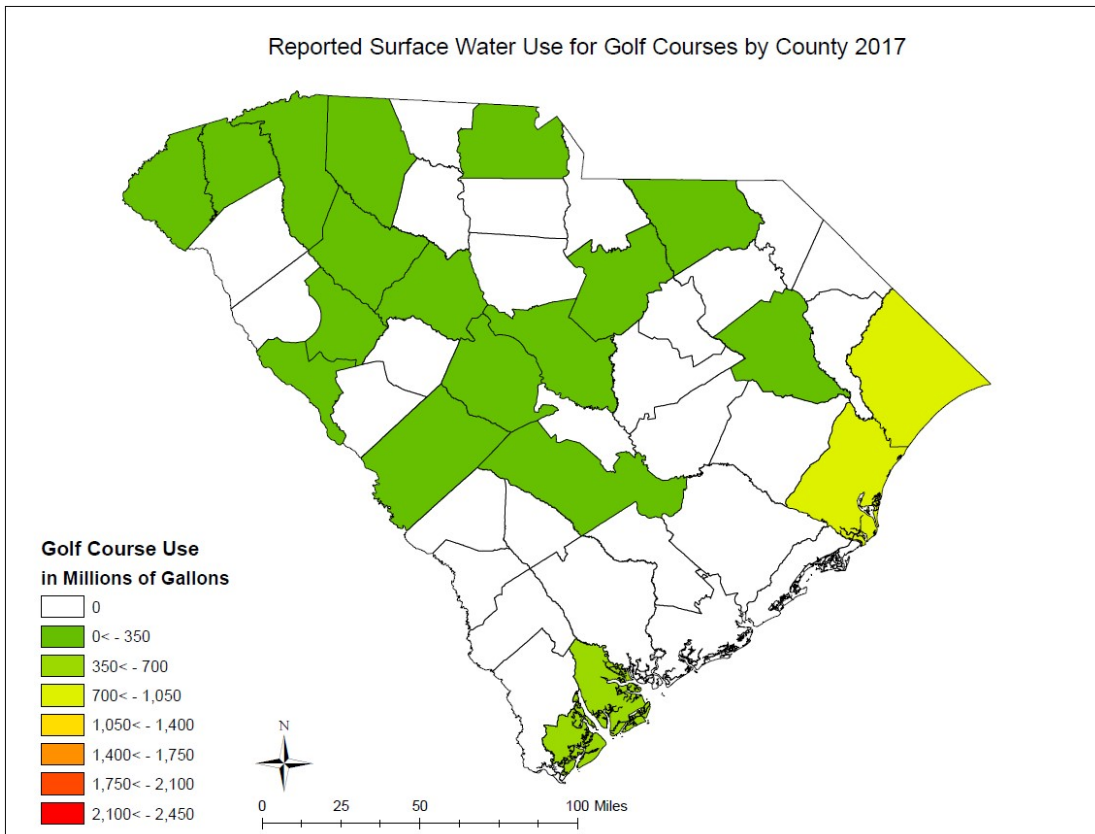 Reported Surface Water Use for Golf Courses by County 2017
Golf Course Use
in Millions of Gallons
0
0< - 350
350< - 700
700< - 1,050
1,050< - 1,400
1,400< - 1,750
1,750< - 2,100
2,100< - 2,450
N
0 25 50 100 Miles